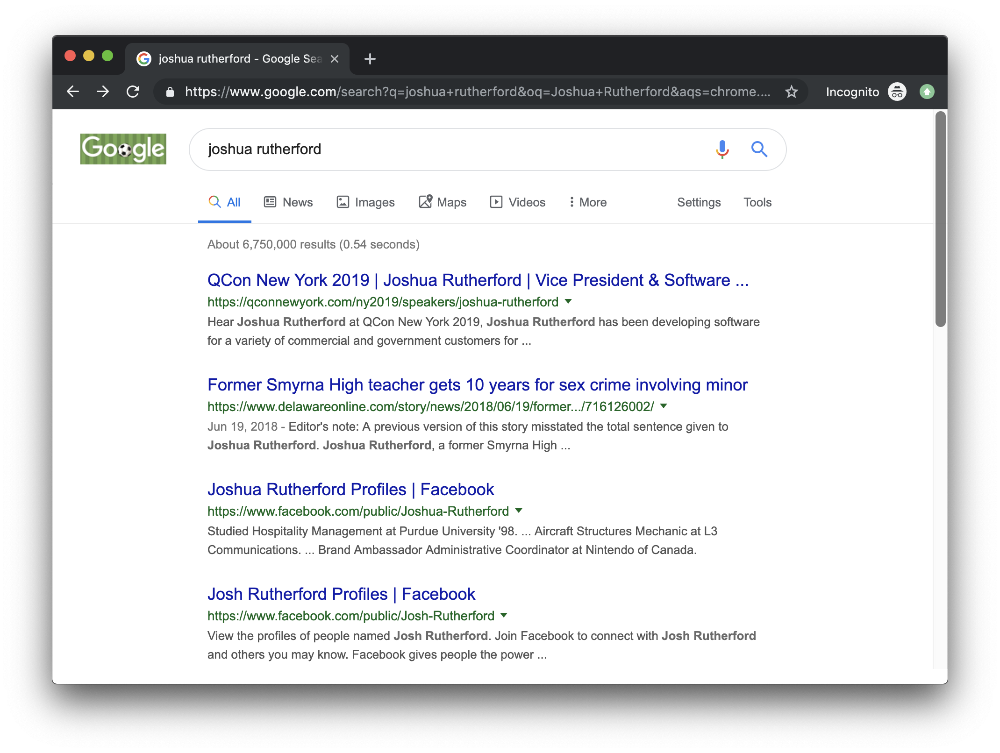 joshua rutherford - Google Sea
https://www.google.com/search?q=joshua+rutherford&oq=Joshua+Rutherford&aqs=chrome....
Incognito
Google
joshua rutherford
All News Images Maps Videos More Settings Tools
About 6,750,000 results (0.54 seconds)
QCon New York 2019 | Joshua Rutherford | Vice President & Software ...
https://qconnewyork.com/ny2019/speakers/joshua-rutherford
Hear Joshua Rutherford at QCon New York 2019, Joshua Rutherford has been developing software
for a variety of commercial and government customers for ...
Former Smyrna High teacher gets 10 years for sex crime involving minor
https://www.delawareonline.com/story/news/2018/06/19/former.../716126002/
Jun 19, 2018 - Editor's note: A previous version of this story misstated the total sentence given to
Joshua Rutherford. Joshua Rutherford, a former Smyrna High ...
Joshua Rutherford Profiles | Facebook
https://www.facebook.com/public/Joshua-Rutherford
Studied Hospitality Management at Purdue University '98. ... Aircraft Structures Mechanic at L3
Communications. ... Brand Ambassador Administrative Coordinator at Nintendo of Canada.
Josh Rutherford Profiles | Facebook
https://www.facebook.com/public/Josh-Rutherford
View the profiles of people named Josh Rutherford. Join Facebook to connect with Josh Rutherford
and others you may know. Facebook gives people the power ...